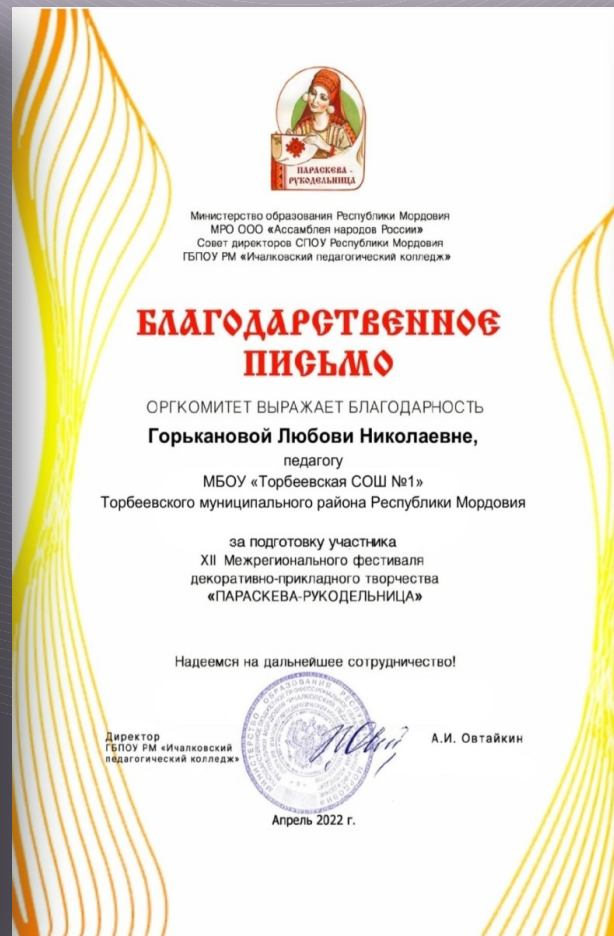 ПАРАСКЕВА -
РУКОДЕЛЬНИЦА
Министерство образования Республики Мордовия
МРО ООО «Ассамблея народов России»
Совет директоров СПОУ Республики Мордовия
ГБПОУ РМ «Ичалковский педагогический колледж»
БЛАГОДАРСТВЕННОЕ
ПИСЬМО
ОРГКОМИТЕТ ВЫРАЖАЕТ БЛАГОДАРНОСТЬ
Горькановой Любови Николаевне,
педагогу
МБОУ «Торбеевская СОШ №1»
Торбеевского муниципального района Республики Мордовия
за подготовку участника
XII Межрегионального фестиваля
декоративно-прикладного творчества
«ПАРАСКЕВА-РУКОДЕЛЬНИЦА»
Надеемся на дальнейшее сотрудничество!
Директор
ГБПОУ РМ «Ичалковский
педагогический колледж»
А.И. Овтайкин
Апрель 2022 г.